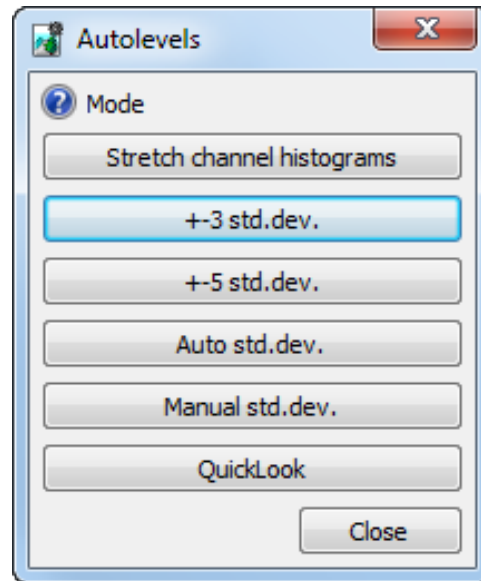 Autolevels
Mode
Stretch channel histograms
+-3 std.dev.
+-5 std.dev.
Auto std.dev.
Manual std.dev.
QuickLook
Close